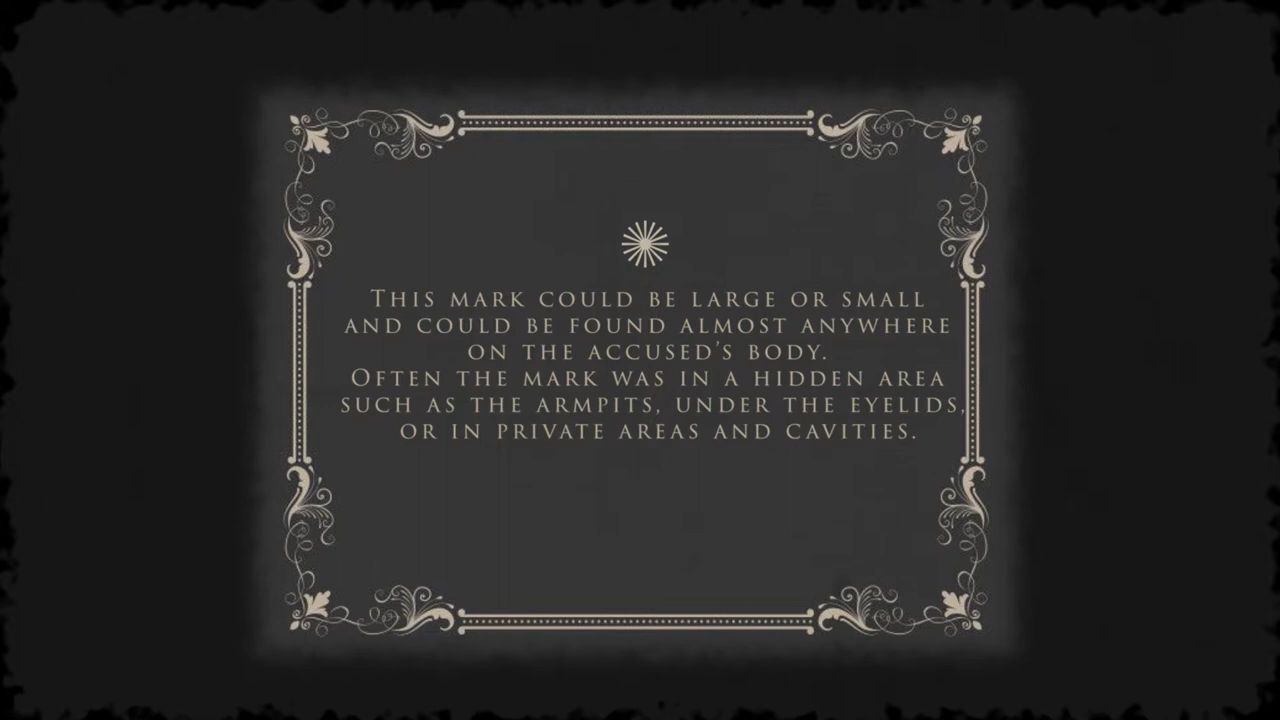 This mark could be large or small
and could be found almost anywhere
on the accused's body.
Often the mark was in a hidden area
such as the armpits, under the eyelids,
or in private areas and cavities.